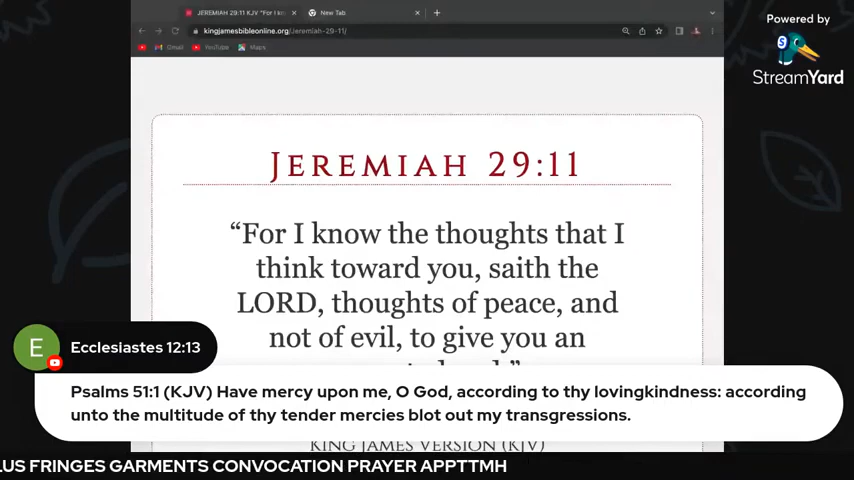 JEREMIAH 29:11 KJV "For I kno
New Tab
kingjamesbibleonline.org/Jeremiah-29-11/
Gmail
YouTube
Maps
Powered by
StreamYard
JEREMIAH 29:11
“For I know the thoughts that I
think toward you, saith the
LORD, thoughts of peace, and
not of evil, to give you an
E
Ecclesiastes 12:13
Psalms 51:1 (KJV) Have mercy upon me, O God, according to thy lovingkindness: according
unto the multitude of thy tender mercies blot out my transgressions.
KING JAMES VERSION (KJV)
LUS FRINGES GARMENTS CONVOCATION PRAYER APPTTMH